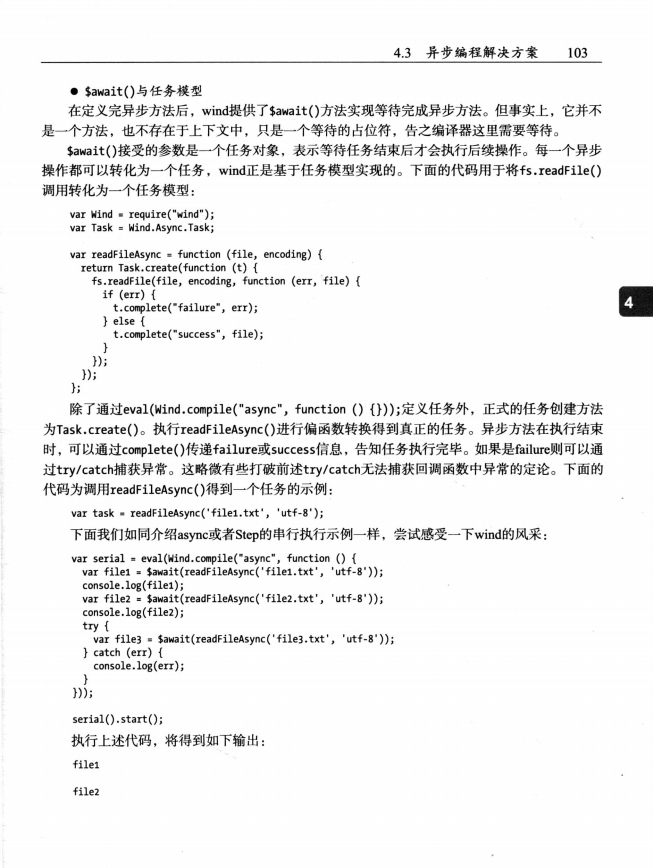 4.3 异步编程解决方案 103
● $await()与任务模型
在定义完异步方法后，wind提供了$await()方法实现等待完成异步方法。但事实上，它并不
是一个方法，也不存在于上下文中，只是一个等待的占位符，告之编译器这里需要等待。
$await()接受的参数是一个任务对象，表示等待任务结束后才会执行后续操作。每一个异步
操作都可以转化为一个任务，wind正是基于任务模型实现的。下面的代码用于将fs.readFile()
调用转化为一个任务模型：
var Wind = require("wind");
var Task = Wind.Async.Task;
var readFileAsync = function (file, encoding) {
return Task.create(function (t) {
fs.readFile(file, encoding, function (err, file) {
if (err) {
t.complete("failure", err);
} else {
t.complete("success", file);
}
});
});
};
4
除了通过eval(Wind.compile("async", function () {}));定义任务外，正式的任务创建方法
为Task.create()。执行readFileAsync()进行偏函数转换得到真正的任务。异步方法在执行结束
时，可以通过complete()传递failure或success信息，告知任务执行完毕。如果是failure则可以通
过try/catch捕获异常。这略微有些打破前述try/catch无法捕获回调函数中异常的定论。下面的
代码为调用readFileAsync()得到一个任务的示例：
var task = readFileAsync('file1.txt', 'utf-8');
下面我们如同介绍async或者Step的串行执行示例一样，尝试感受一下wind的风采：
var serial = eval(Wind.compile("async", function () {
var file1 = $await(readFileAsync('file1.txt', 'utf-8'));
console.log(file1);
var file2 = $await(readFileAsync('file2.txt', 'utf-8'));
console.log(file2);
try {
var file3 = $await(readFileAsync('file3.txt', 'utf-8'));
} catch (err) {
console.log(err);
}
}));
serial().start();
执行上述代码，将得到如下输出：
file1
file2